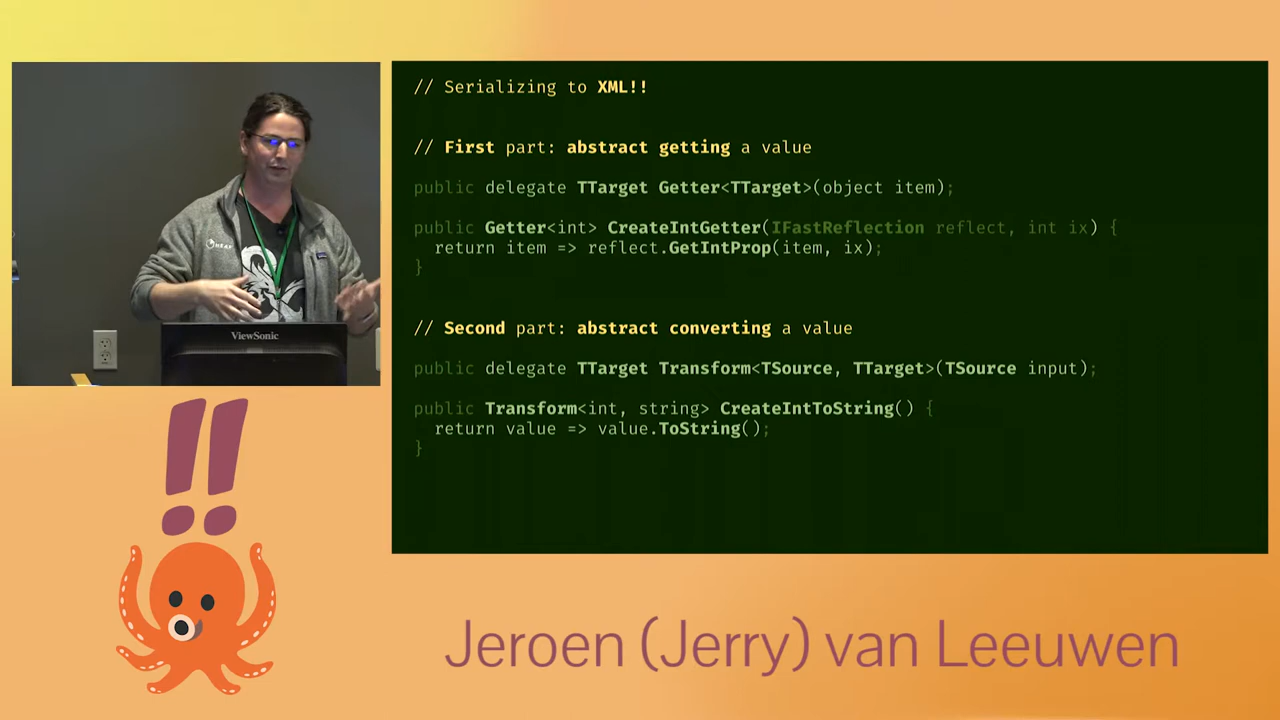 // Serializing to XML!!
// First part: abstract getting a value
public delegate TTarget Getter<TTarget>(object item);
public Getter<int> CreateIntGetter(IFastReflection reflect, int ix) {
return item => reflect.GetIntProp(item, ix);
}
// Second part: abstract converting a value
public delegate TTarget Transform<TSource, TTarget>(TSource input);
public Transform<int, string> CreateIntToString() {
return value => value.ToString();
}
ViewSonic
!!
Jeroen (Jerry) van Leeuwen